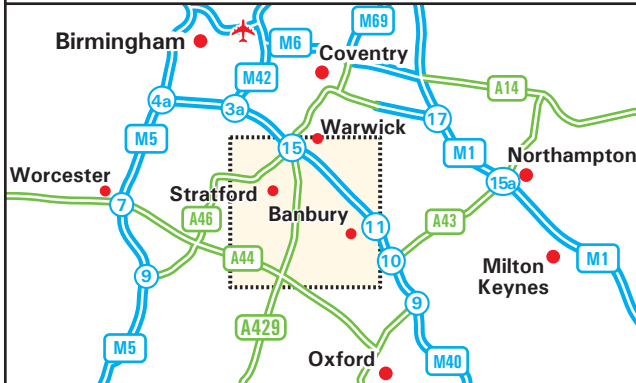 M69
Birmingham
M6
Coventry
M42
A14
4a
3a
17
M5
Warwick
15
M1
Northampton
Worcester
15a
Stratford
7
A46
Banbury
11
A43
A44
10
M1
9
Milton
Keynes
9
A429
M5
Oxford
M40